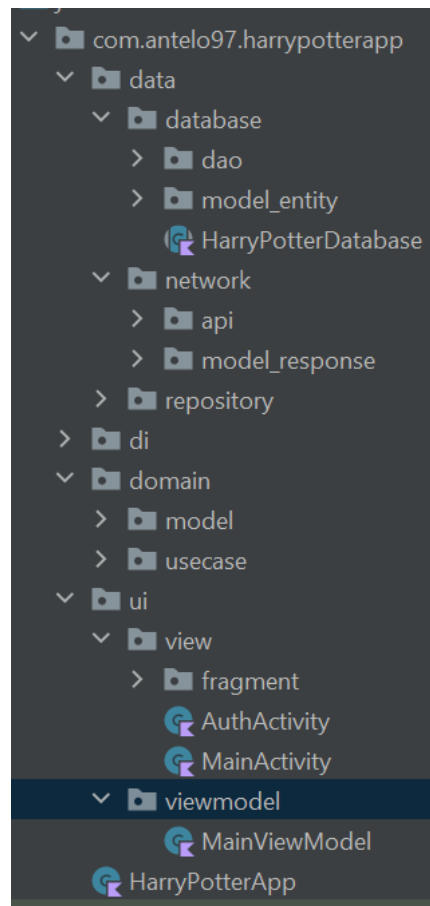 com.antelo97.harrypotterapp
data
database
dao
model_entity
HarryPotterDatabase
network
api
model_response
repository
di
domain
model
usecase
ui
view
fragment
AuthActivity
MainActivity
viewmodel
MainViewModel
HarryPotterApp